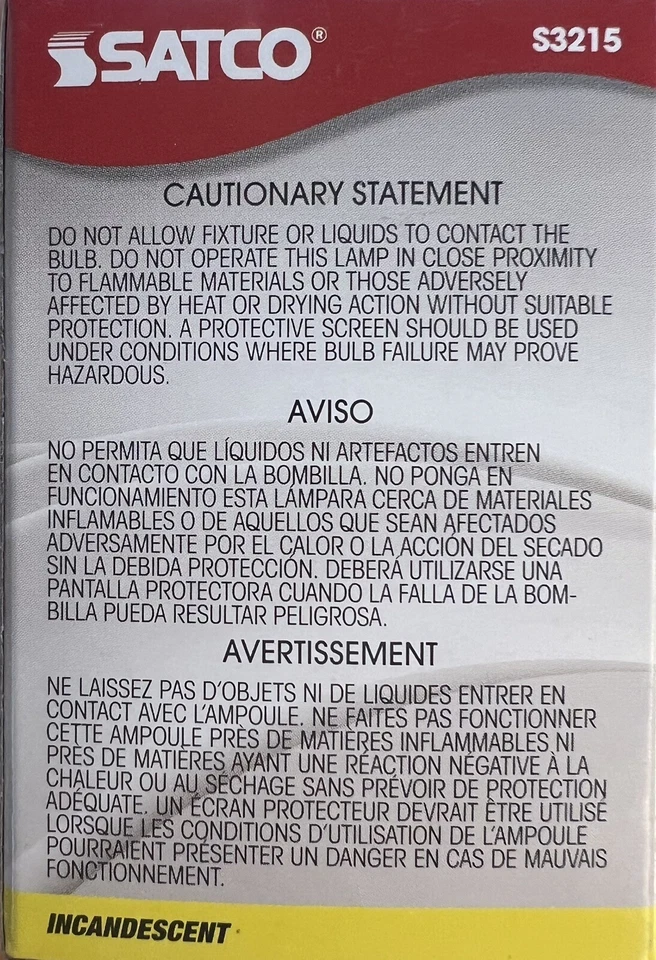 SATCO® S3215
CAUTIONARY STATEMENT
DO NOT ALLOW FIXTURE OR LIQUIDS TO CONTACT THE
BULB. DO NOT OPERATE THIS LAMP IN CLOSE PROXIMITY
TO FLAMMABLE MATERIALS OR THOSE ADVERSELY
AFFECTED BY HEAT OR DRYING ACTION WITHOUT SUITABLE
PROTECTION. A PROTECTIVE SCREEN SHOULD BE USED
UNDER CONDITIONS WHERE BULB FAILURE MAY PROVE
HAZARDOUS.
AVISO
NO PERMITA QUE LÍQUIDOS NI ARTEFACTOS ENTREN
EN CONTACTO CON LA BOMBILLA. NO PONGA EN
FUNCIONAMIENTO ESTA LÁMPARA CERCA DE MATERIALES
INFLAMABLES O DE AQUELLOS QUE SEAN AFECTADOS
ADVERSAMENTE POR EL CALOR O LA ACCIÓN DEL SECADO
SIN LA DEBIDA PROTECCIÓN. DEBERÁ UTILIZARSE UNA
PANTALLA PROTECTORA CUANDO LA FALLA DE LA BOM-
BILLA PUEDA RESULTAR PELIGROSA.
AVERTISSEMENT
NE LAISSEZ PAS D'OBJETS NI DE LIQUIDES ENTRER EN
CONTACT AVEC L'AMPOULE. NE FAITES PAS FONCTIONNER
CETTE AMPOULE PRÈS DE MATIÈRES INFLAMMABLES NI
PRÈS DE MATIÈRES AYANT UNE RÉACTION NÉGATIVE À LA
CHALEUR OU AU SÉCHAGE SANS PRÉVOIR DE PROTECTION
ADÉQUATE. UN ÉCRAN PROTECTEUR DEVRAIT ÊTRE UTILISÉ
LORSQUE LES CONDITIONS D'UTILISATION DE L'AMPOULE
POURRAIENT PRÉSENTER UN DANGER EN CAS DE MAUVAIS
FONCTIONNEMENT.
INCANDESCENT